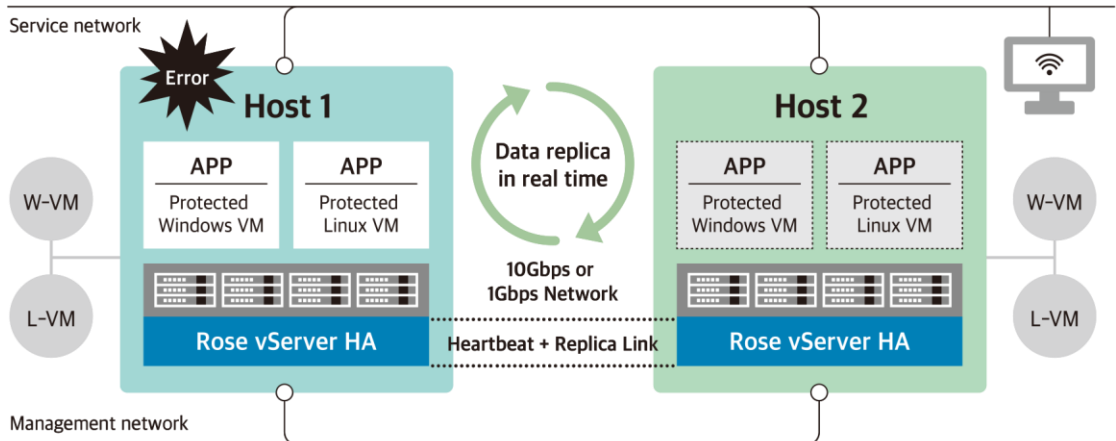 Service network
Error
Host 1
APP
Protected
Windows VM
APP
Protected
Linux VM
Rose vServer HA
W-VM
L-VM
Data replica
in real time
10Gbps or
1Gbps Network
Heartbeat + Replica Link
Host 2
APP
Protected
Windows VM
APP
Protected
Linux VM
Rose vServer HA
W-VM
L-VM
Management network